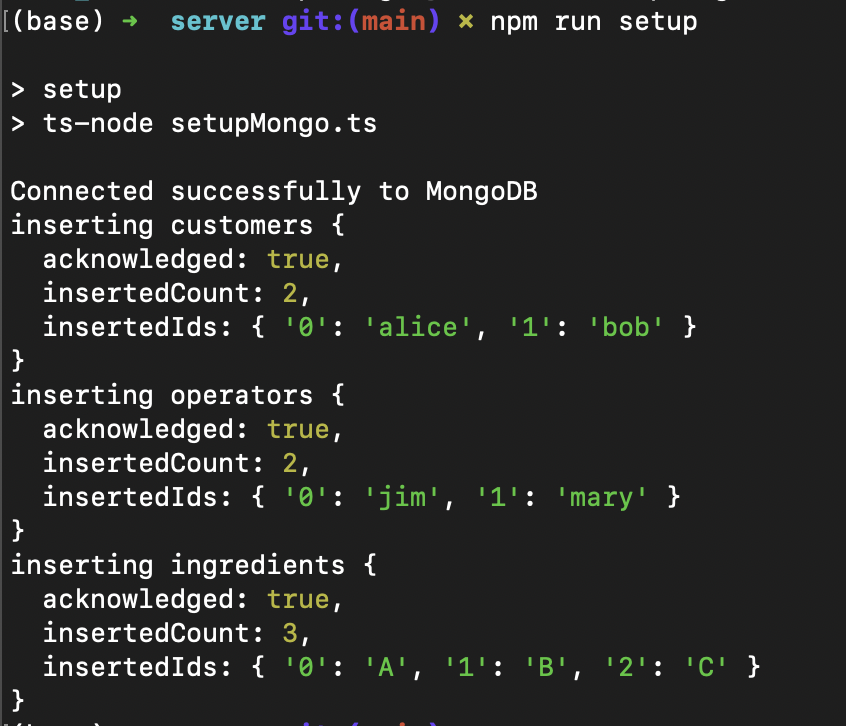 [(base) ➜  server git:(main) ✗ npm run setup
> setup
> ts-node setupMongo.ts
Connected successfully to MongoDB
inserting customers {
  acknowledged: true,
  insertedCount: 2,
  insertedIds: { '0': 'alice', '1': 'bob' }
}
inserting operators {
  acknowledged: true,
  insertedCount: 2,
  insertedIds: { '0': 'jim', '1': 'mary' }
}
inserting ingredients {
  acknowledged: true,
  insertedCount: 3,
  insertedIds: { '0': 'A', '1': 'B', '2': 'C' }
}